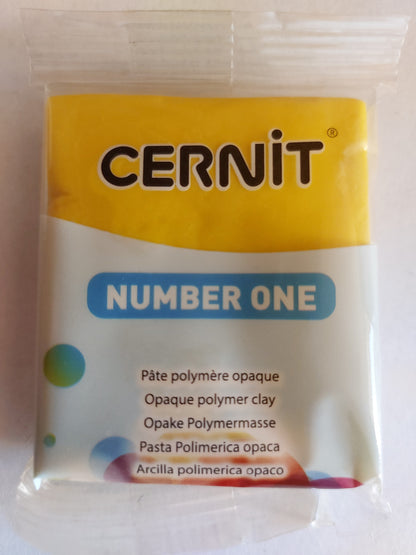 CERNiT®
NUMBER ONE
Pâte polymère opaque
Opaque polymer clay
Opake Polymermasse
Pasta Polimerica opaca
Arcilla polimerica opaco